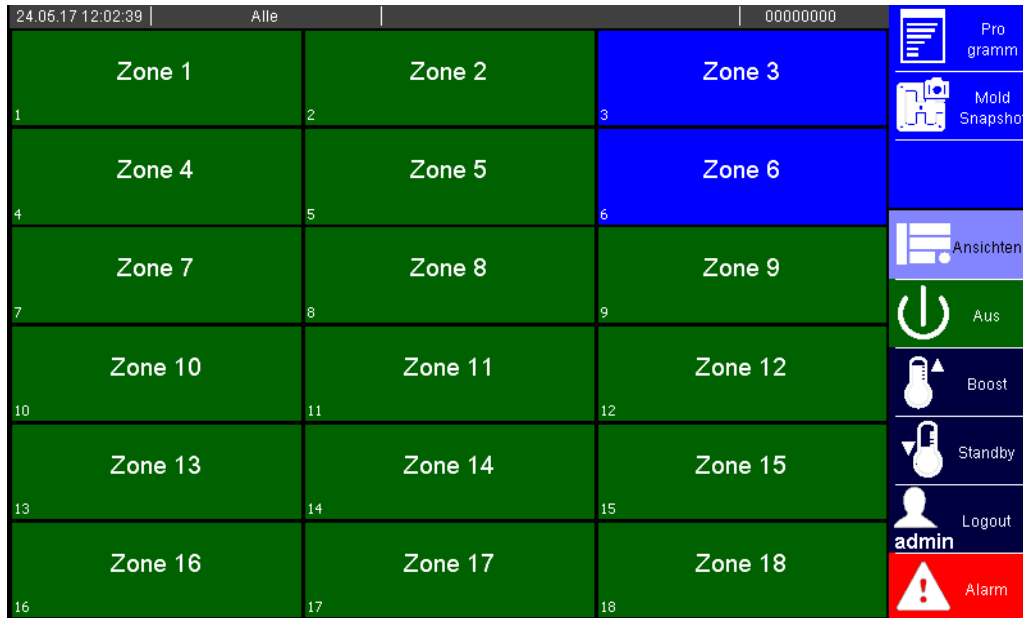 24.05.17 12:02:39 Alle 00000000
Zone 1
1
Zone 2
2
Zone 3
3
Zone 4
4
Zone 5
5
Zone 6
6
Zone 7
7
Zone 8
8
Zone 9
9
Zone 10
10
Zone 11
11
Zone 12
12
Zone 13
13
Zone 14
14
Zone 15
15
Zone 16
16
Zone 17
17
Zone 18
18
Pro
gramm
Mold
Snapshot
Ansichten
Aus
Boost
Standby
Logout
admin
Alarm